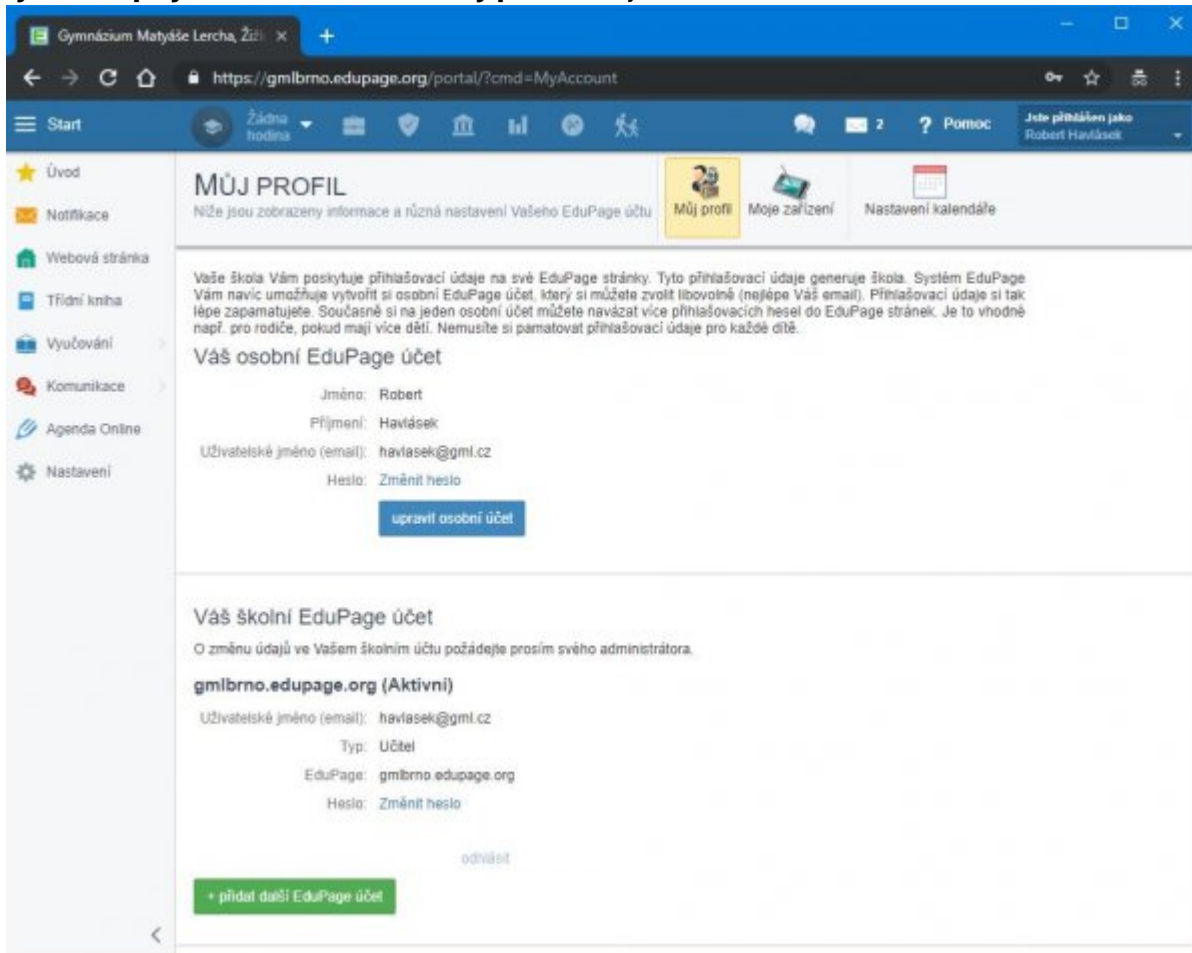 Gymnázium Matyáše Lercha, Žiž
https://gmlbrno.edupage.org/portal/?cmd=MyAccount
Start
Žádna hodina
2
? Pomoc
Jste přihlášen jako
Robert Havlásek
Úvod
Notifikace
Webová stránka
Třídní kniha
Vyučování
Komunikace
Agenda Online
Nastavení
MŮJ PROFIL
Níže jsou zobrazeny informace a různá nastavení Vašeho EduPage účtu
Můj profil
Moje zařízení
Nastavení kalendáře
Vaše škola Vám poskytuje přihlašovací údaje na své EduPage stránky. Tyto přihlašovací údaje generuje škola. Systém EduPage
Vám navíc umožňuje vytvořit si osobní EduPage účet, který si můžete zvolit libovolně (nejlépe Váš email). Přihlašovací údaje si tak
lépe zapamatujete. Současně si na jeden osobní účet můžete navázat více přihlašovacích hesel do EduPage stránek. Je to vhodné
např. pro rodiče, pokud mají více dětí. Nemusíte si pamatovat přihlašovací údaje pro každé dítě.
Váš osobní EduPage účet
Jméno: Robert
Příjmení: Havlásek
Uživatelské jméno (email): havlasek@gml.cz
Heslo: Změnit heslo
upravit osobní účet
Váš školní EduPage účet
O změnu údajů ve Vašem školním účtu požádejte prosím svého administrátora.
gmlbrno.edupage.org (Aktivní)
Uživatelské jméno (email): havlasek@gml.cz
Typ: Učitel
EduPage: gmlbrno.edupage.org
Heslo: Změnit heslo
odhlásit
+ přidat další EduPage účet